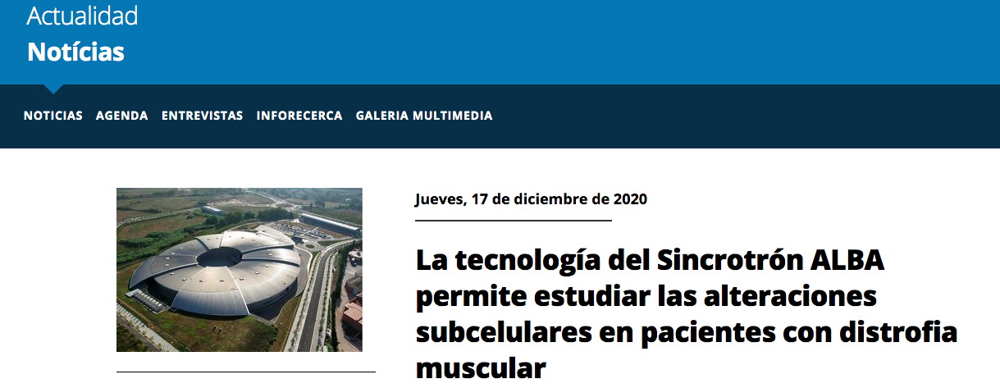 Actualidad
Notícias
NOTICIAS AGENDA ENTREVISTAS INFORECERCA GALERIA MULTIMEDIA
Jueves, 17 de diciembre de 2020
La tecnología del Sincrotrón ALBA
permite estudiar las alteraciones
subcelulares en pacientes con distrofia
muscular